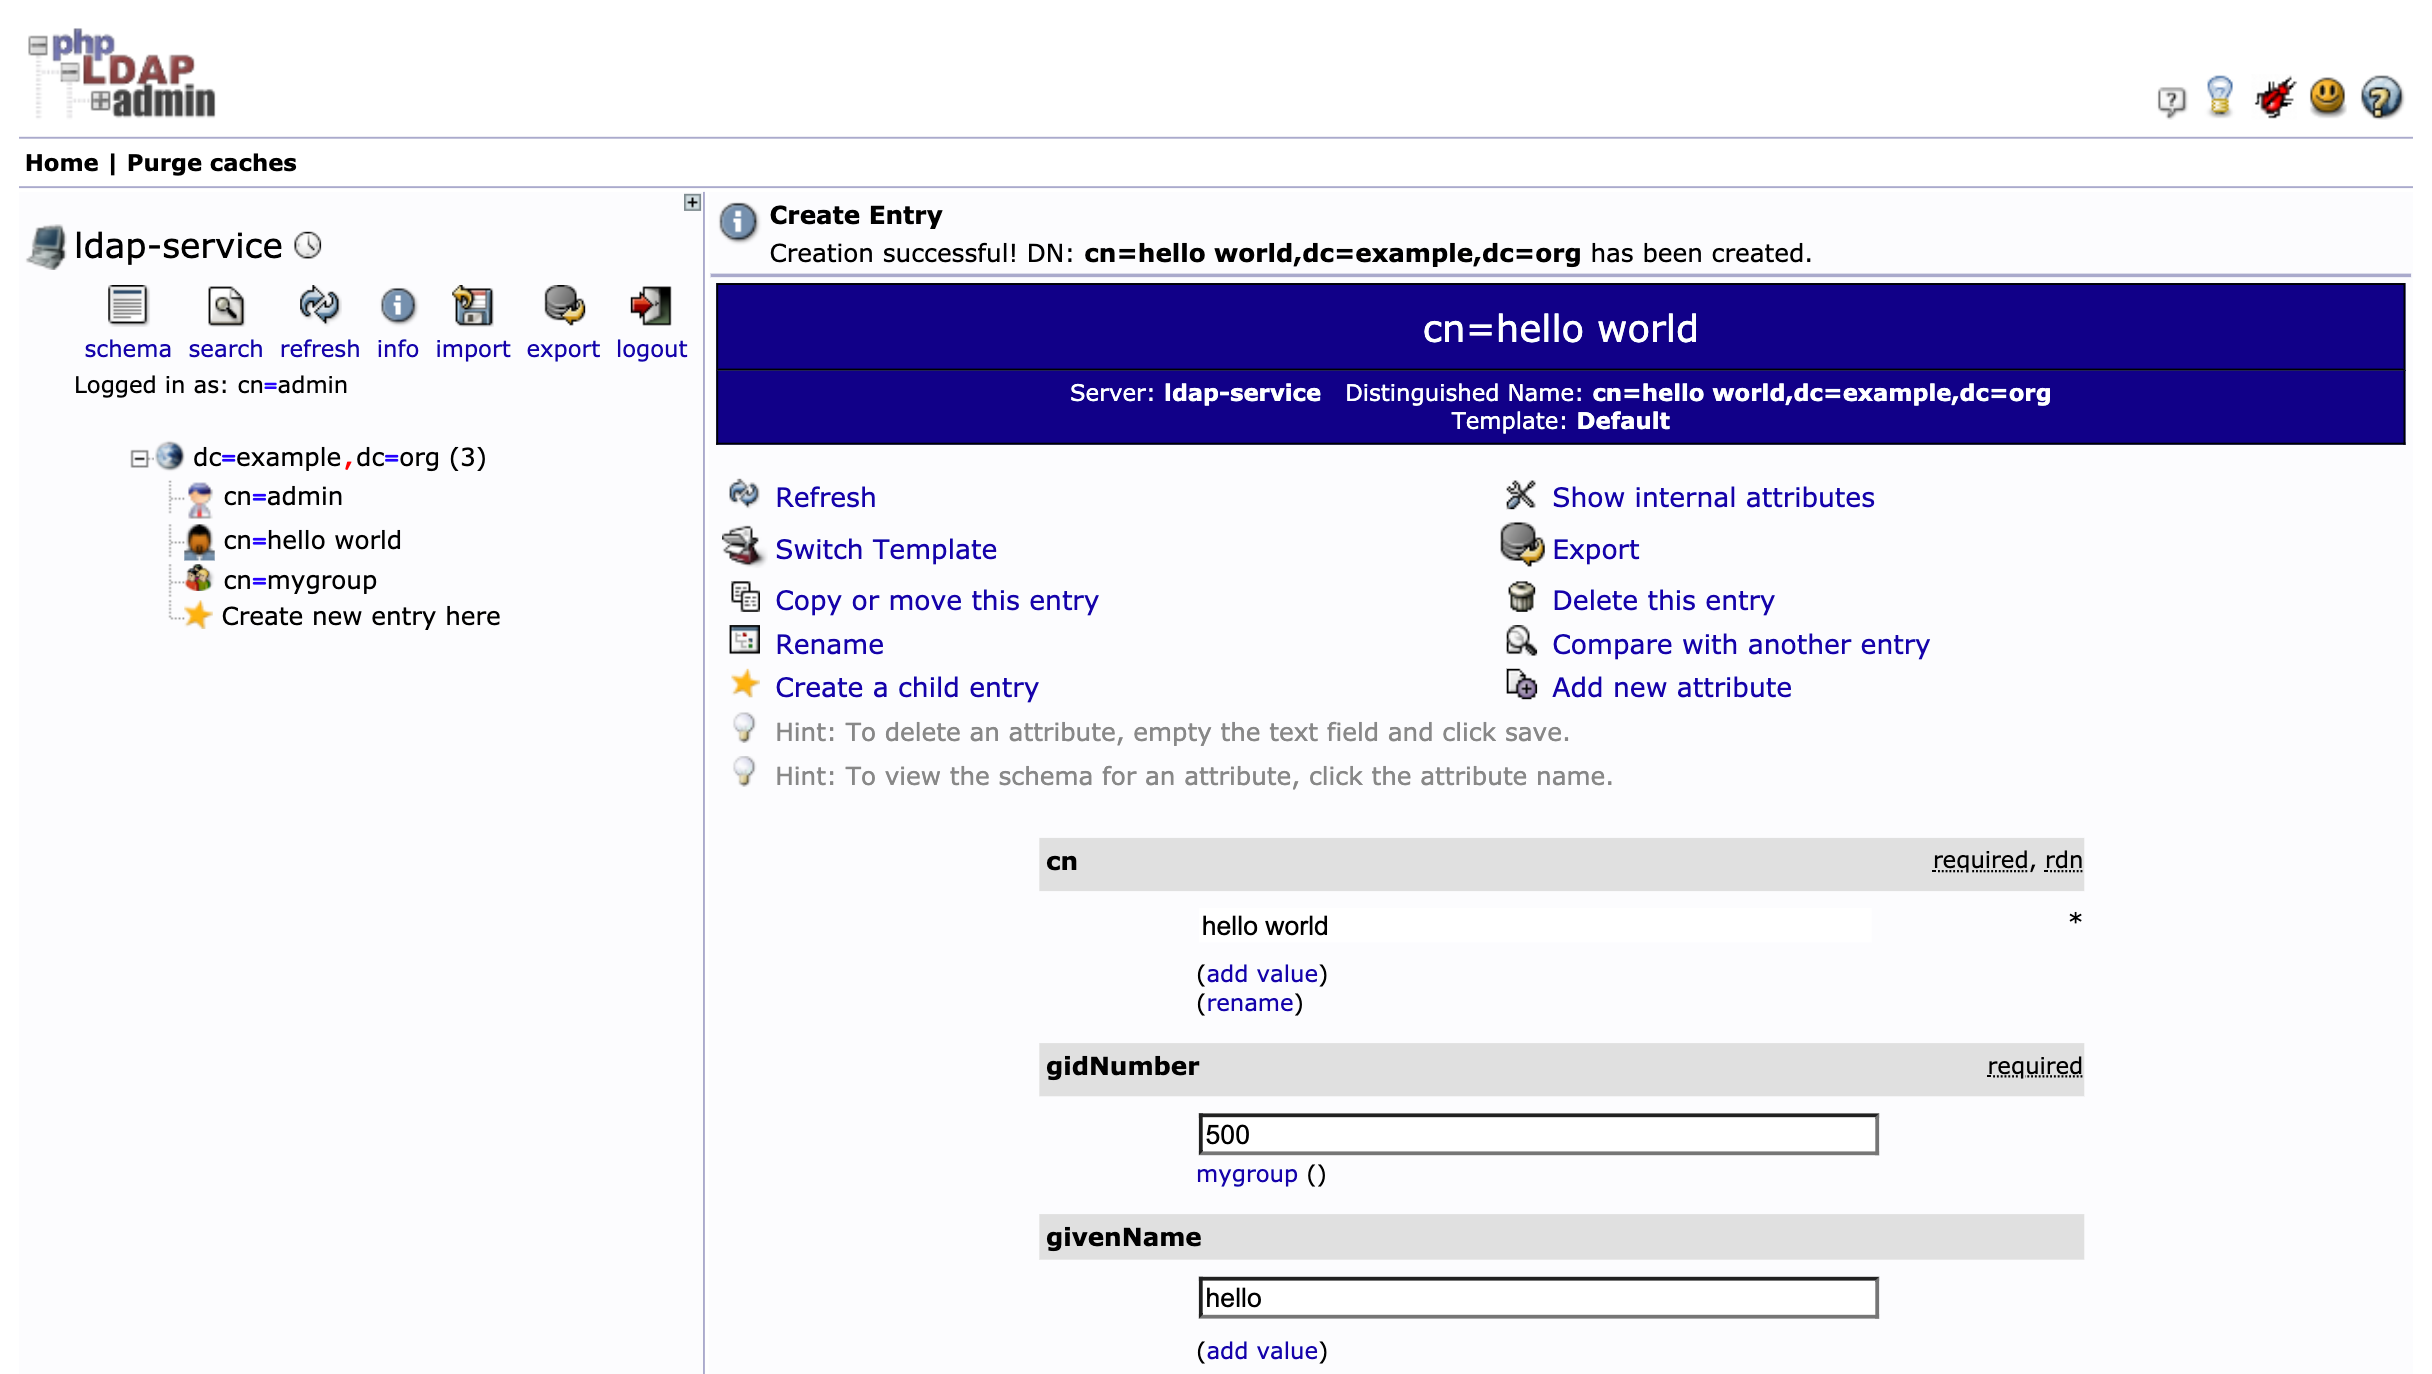 php
LDAP
admin
Home | Purge caches
ldap-service
schema search refresh info import export logout
Logged in as: cn=admin
dc=example,dc=org (3)
cn=admin
cn=hello world
cn=mygroup
Create new entry here
Create Entry
Creation successful! DN: cn=hello world,dc=example,dc=org has been created.
cn=hello world
Server: ldap-service Distinguished Name: cn=hello world,dc=example,dc=org
Template: Default
Refresh
Show internal attributes
Switch Template
Export
Copy or move this entry
Delete this entry
Rename
Compare with another entry
Create a child entry
Add new attribute
Hint: To delete an attribute, empty the text field and click save.
Hint: To view the schema for an attribute, click the attribute name.
cn required, rdn
hello world *
(add value)
(rename)
gidNumber required
500
mygroup ()
givenName
hello
(add value)